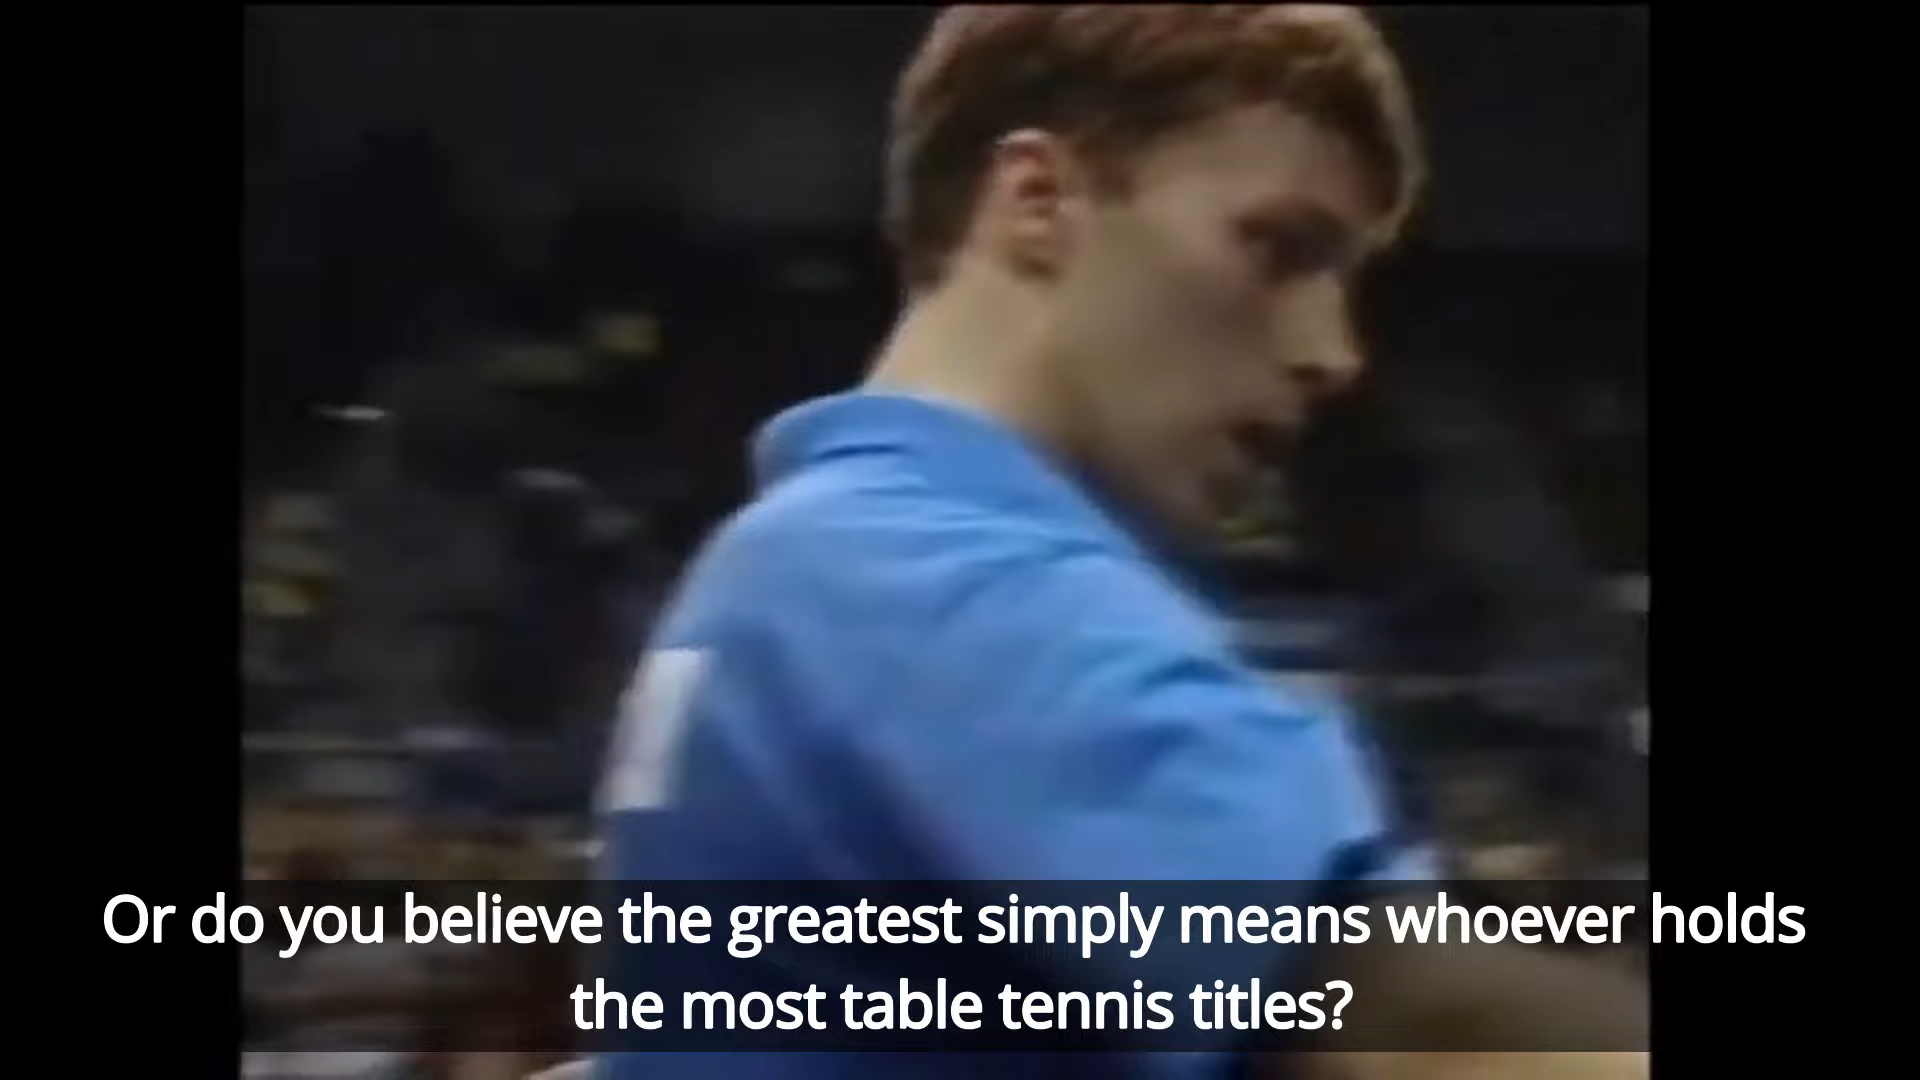 Or do you believe the greatest simply means whoever holds
the most table tennis titles?